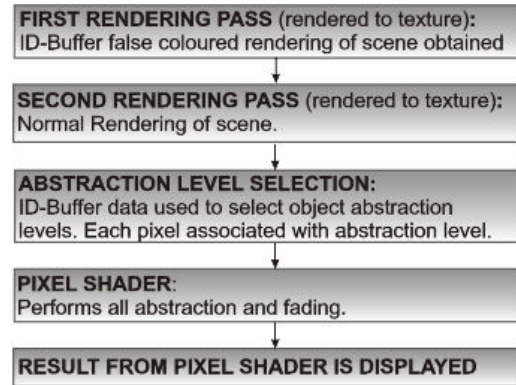 FIRST RENDERING PASS (rendered to texture):
ID-Buffer false coloured rendering of scene obtained
SECOND RENDERING PASS (rendered to texture):
Normal Rendering of scene.
ABSTRACTION LEVEL SELECTION:
ID-Buffer data used to select object abstraction
levels. Each pixel associated with abstraction level.
PIXEL SHADER:
Performs all abstraction and fading.
RESULT FROM PIXEL SHADER IS DISPLAYED